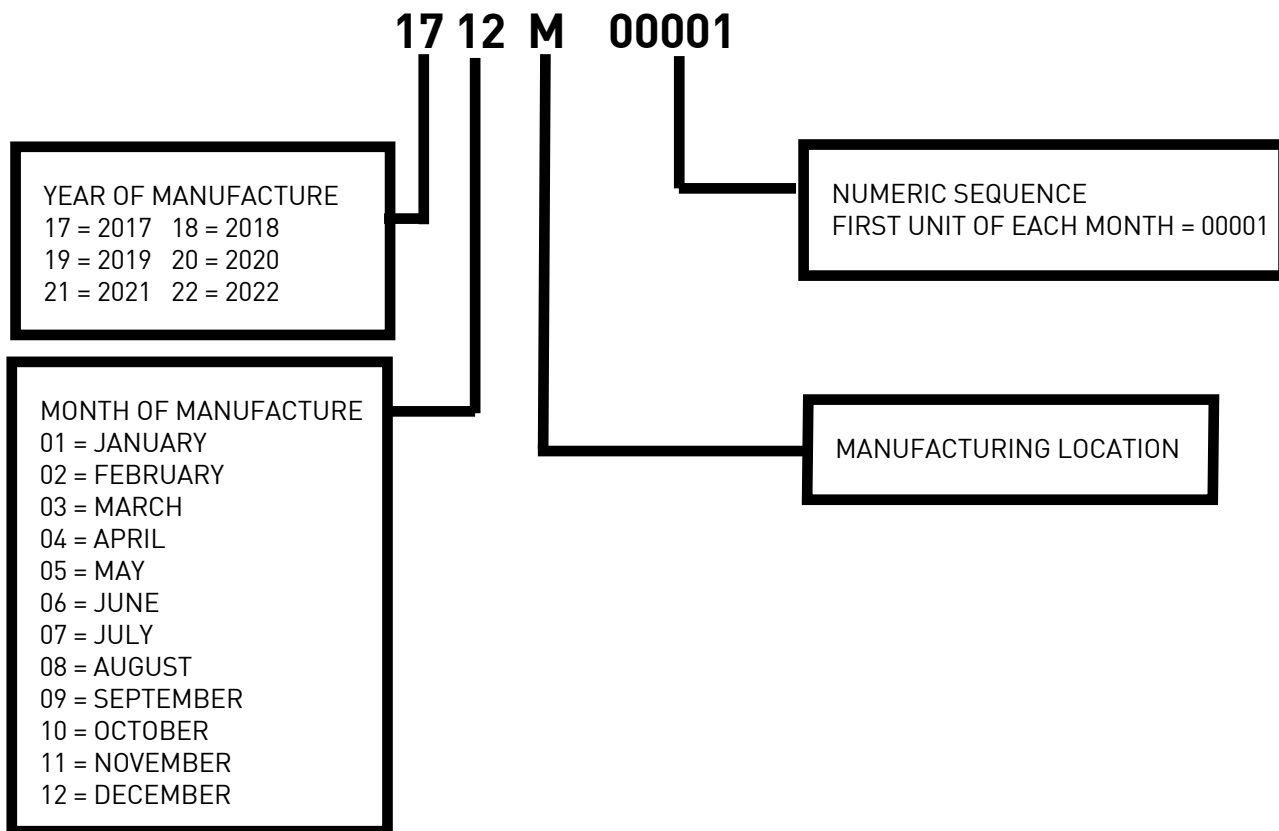 17 12 M 00001
YEAR OF MANUFACTURE
17 = 2017 18 = 2018
19 = 2019 20 = 2020
21 = 2021 22 = 2022
NUMERIC SEQUENCE
FIRST UNIT OF EACH MONTH = 00001
MONTH OF MANUFACTURE
01 = JANUARY
02 = FEBRUARY
03 = MARCH
04 = APRIL
05 = MAY
06 = JUNE
07 = JULY
08 = AUGUST
09 = SEPTEMBER
10 = OCTOBER
11 = NOVEMBER
12 = DECEMBER
MANUFACTURING LOCATION